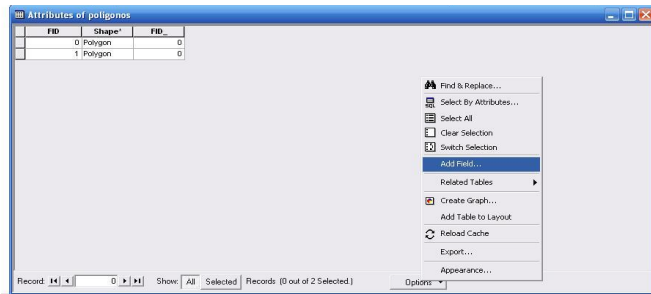 Attributes of poligonos
FID Shape* FID_
0 Polygon 0
1 Polygon 0
Find & Replace...
SQL Select By Attributes...
Select All
Clear Selection
Switch Selection
Add Field...
Related Tables
Create Graph...
Add Table to Layout
Reload Cache
Export...
Appearance...
Record: 0 Show: All Selected Records (0 out of 2 Selected.) Options